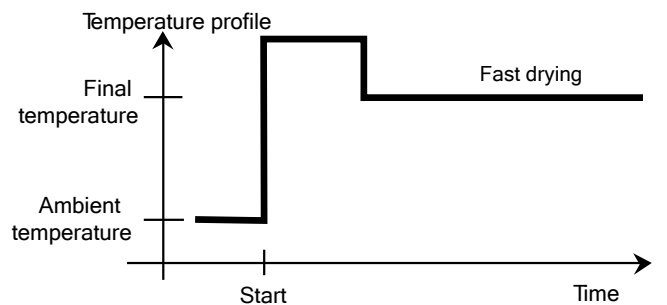 Temperature profile
Fast drying
Final
temperature
Ambient
temperature
Start
Time